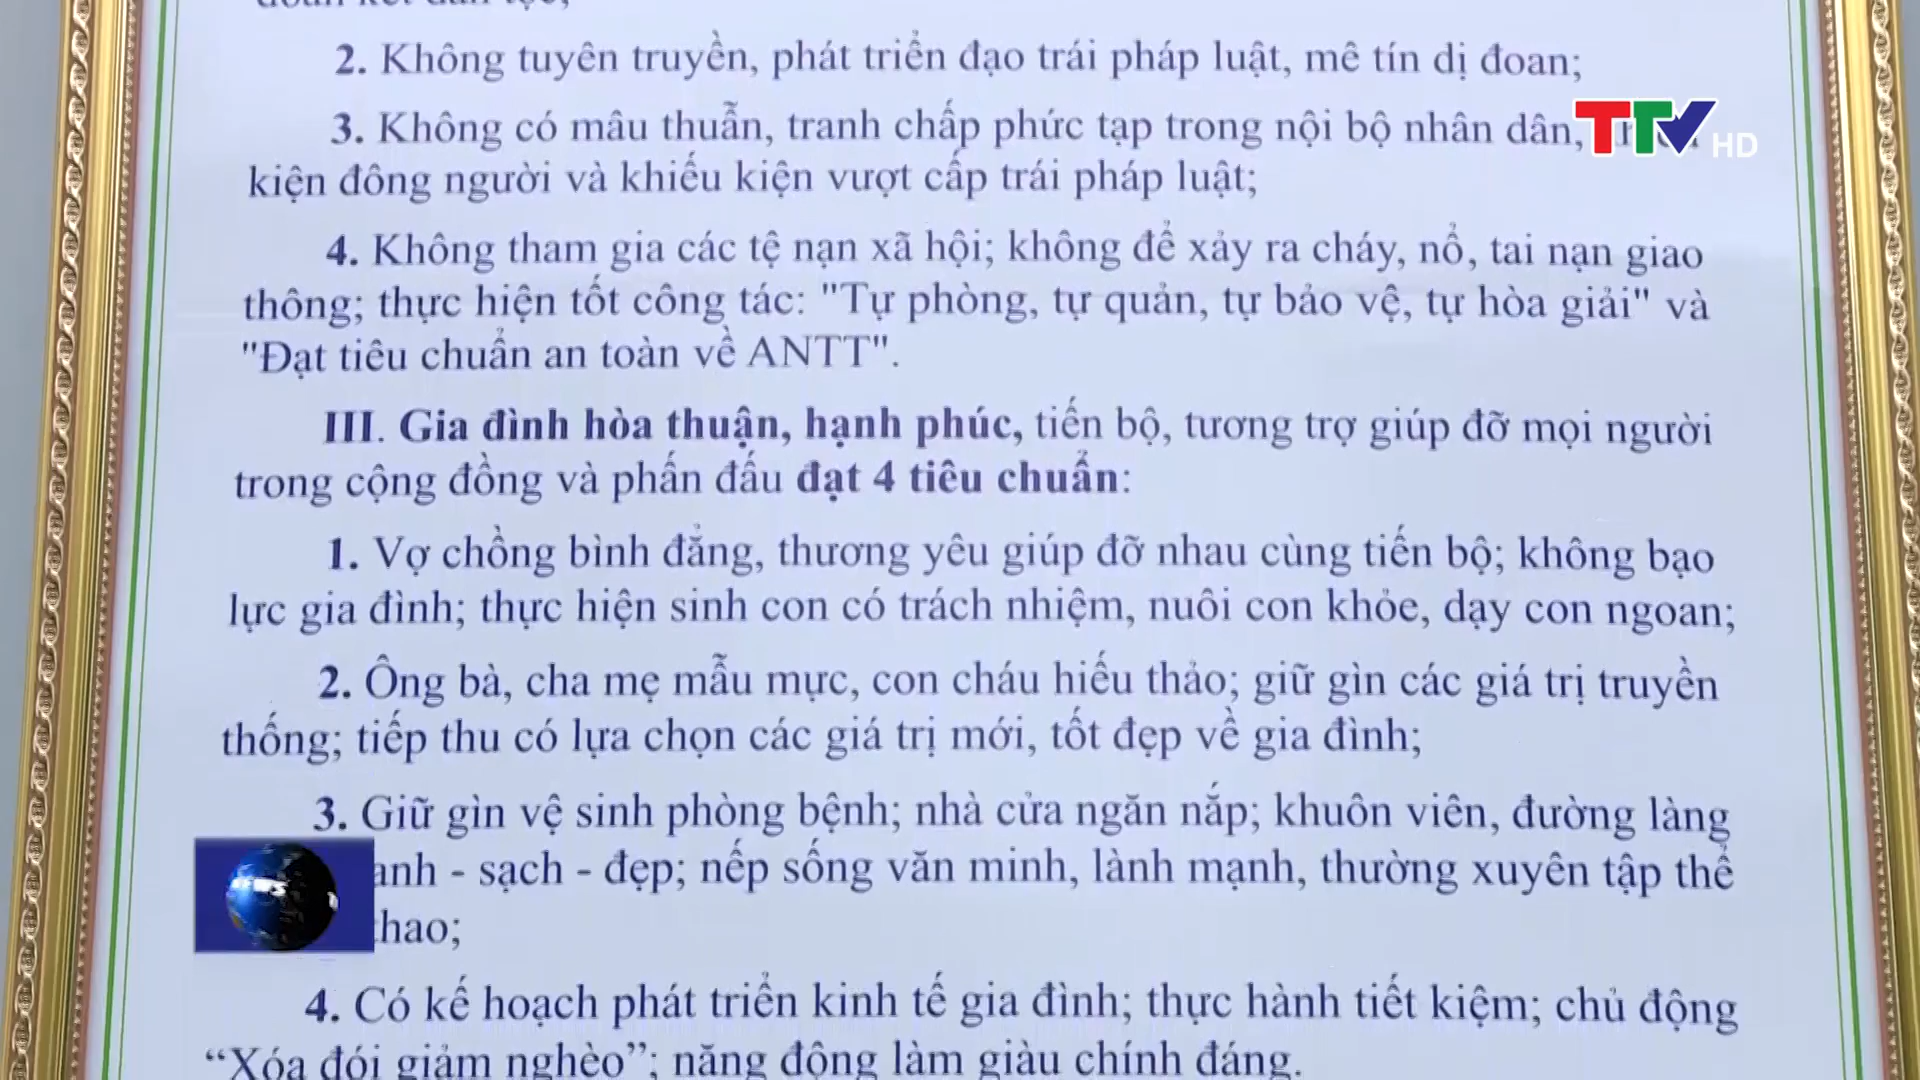 2. Không tuyên truyền, phát triển đạo trái pháp luật, mê tín dị đoan;
3. Không có mâu thuẫn, tranh chấp phức tạp trong nội bộ nhân dân,
TTV HD
kiện đông người và khiếu kiện vượt cấp trái pháp luật;
4. Không tham gia các tệ nạn xã hội; không để xảy ra cháy, nổ, tai nạn giao
thông; thực hiện tốt công tác: "Tự phòng, tự quản, tự bảo vệ, tự hòa giải" và
"Đạt tiêu chuẩn an toàn về ANTT".
III. Gia đình hòa thuận, hạnh phúc, tiến bộ, tương trợ giúp đỡ mọi người
trong cộng đồng và phấn đấu đạt 4 tiêu chuẩn:
1. Vợ chồng bình đẳng, thương yêu giúp đỡ nhau cùng tiến bộ; không bạo
lực gia đình; thực hiện sinh con có trách nhiệm, nuôi con khỏe, dạy con ngoan;
2. Ông bà, cha mẹ mẫu mực, con cháu hiếu thảo; giữ gìn các giá trị truyền
thống; tiếp thu có lựa chọn các giá trị mới, tốt đẹp về gia đình;
3. Giữ gìn vệ sinh phòng bệnh; nhà cửa ngăn nắp; khuôn viên, đường làng
anh - sạch - đẹp; nếp sống văn minh, lành mạnh, thường xuyên tập thể
hao;
4. Có kế hoạch phát triển kinh tế gia đình; thực hành tiết kiệm; chủ động
“Xóa đói giảm nghèo”; năng động làm giàu chính đáng.